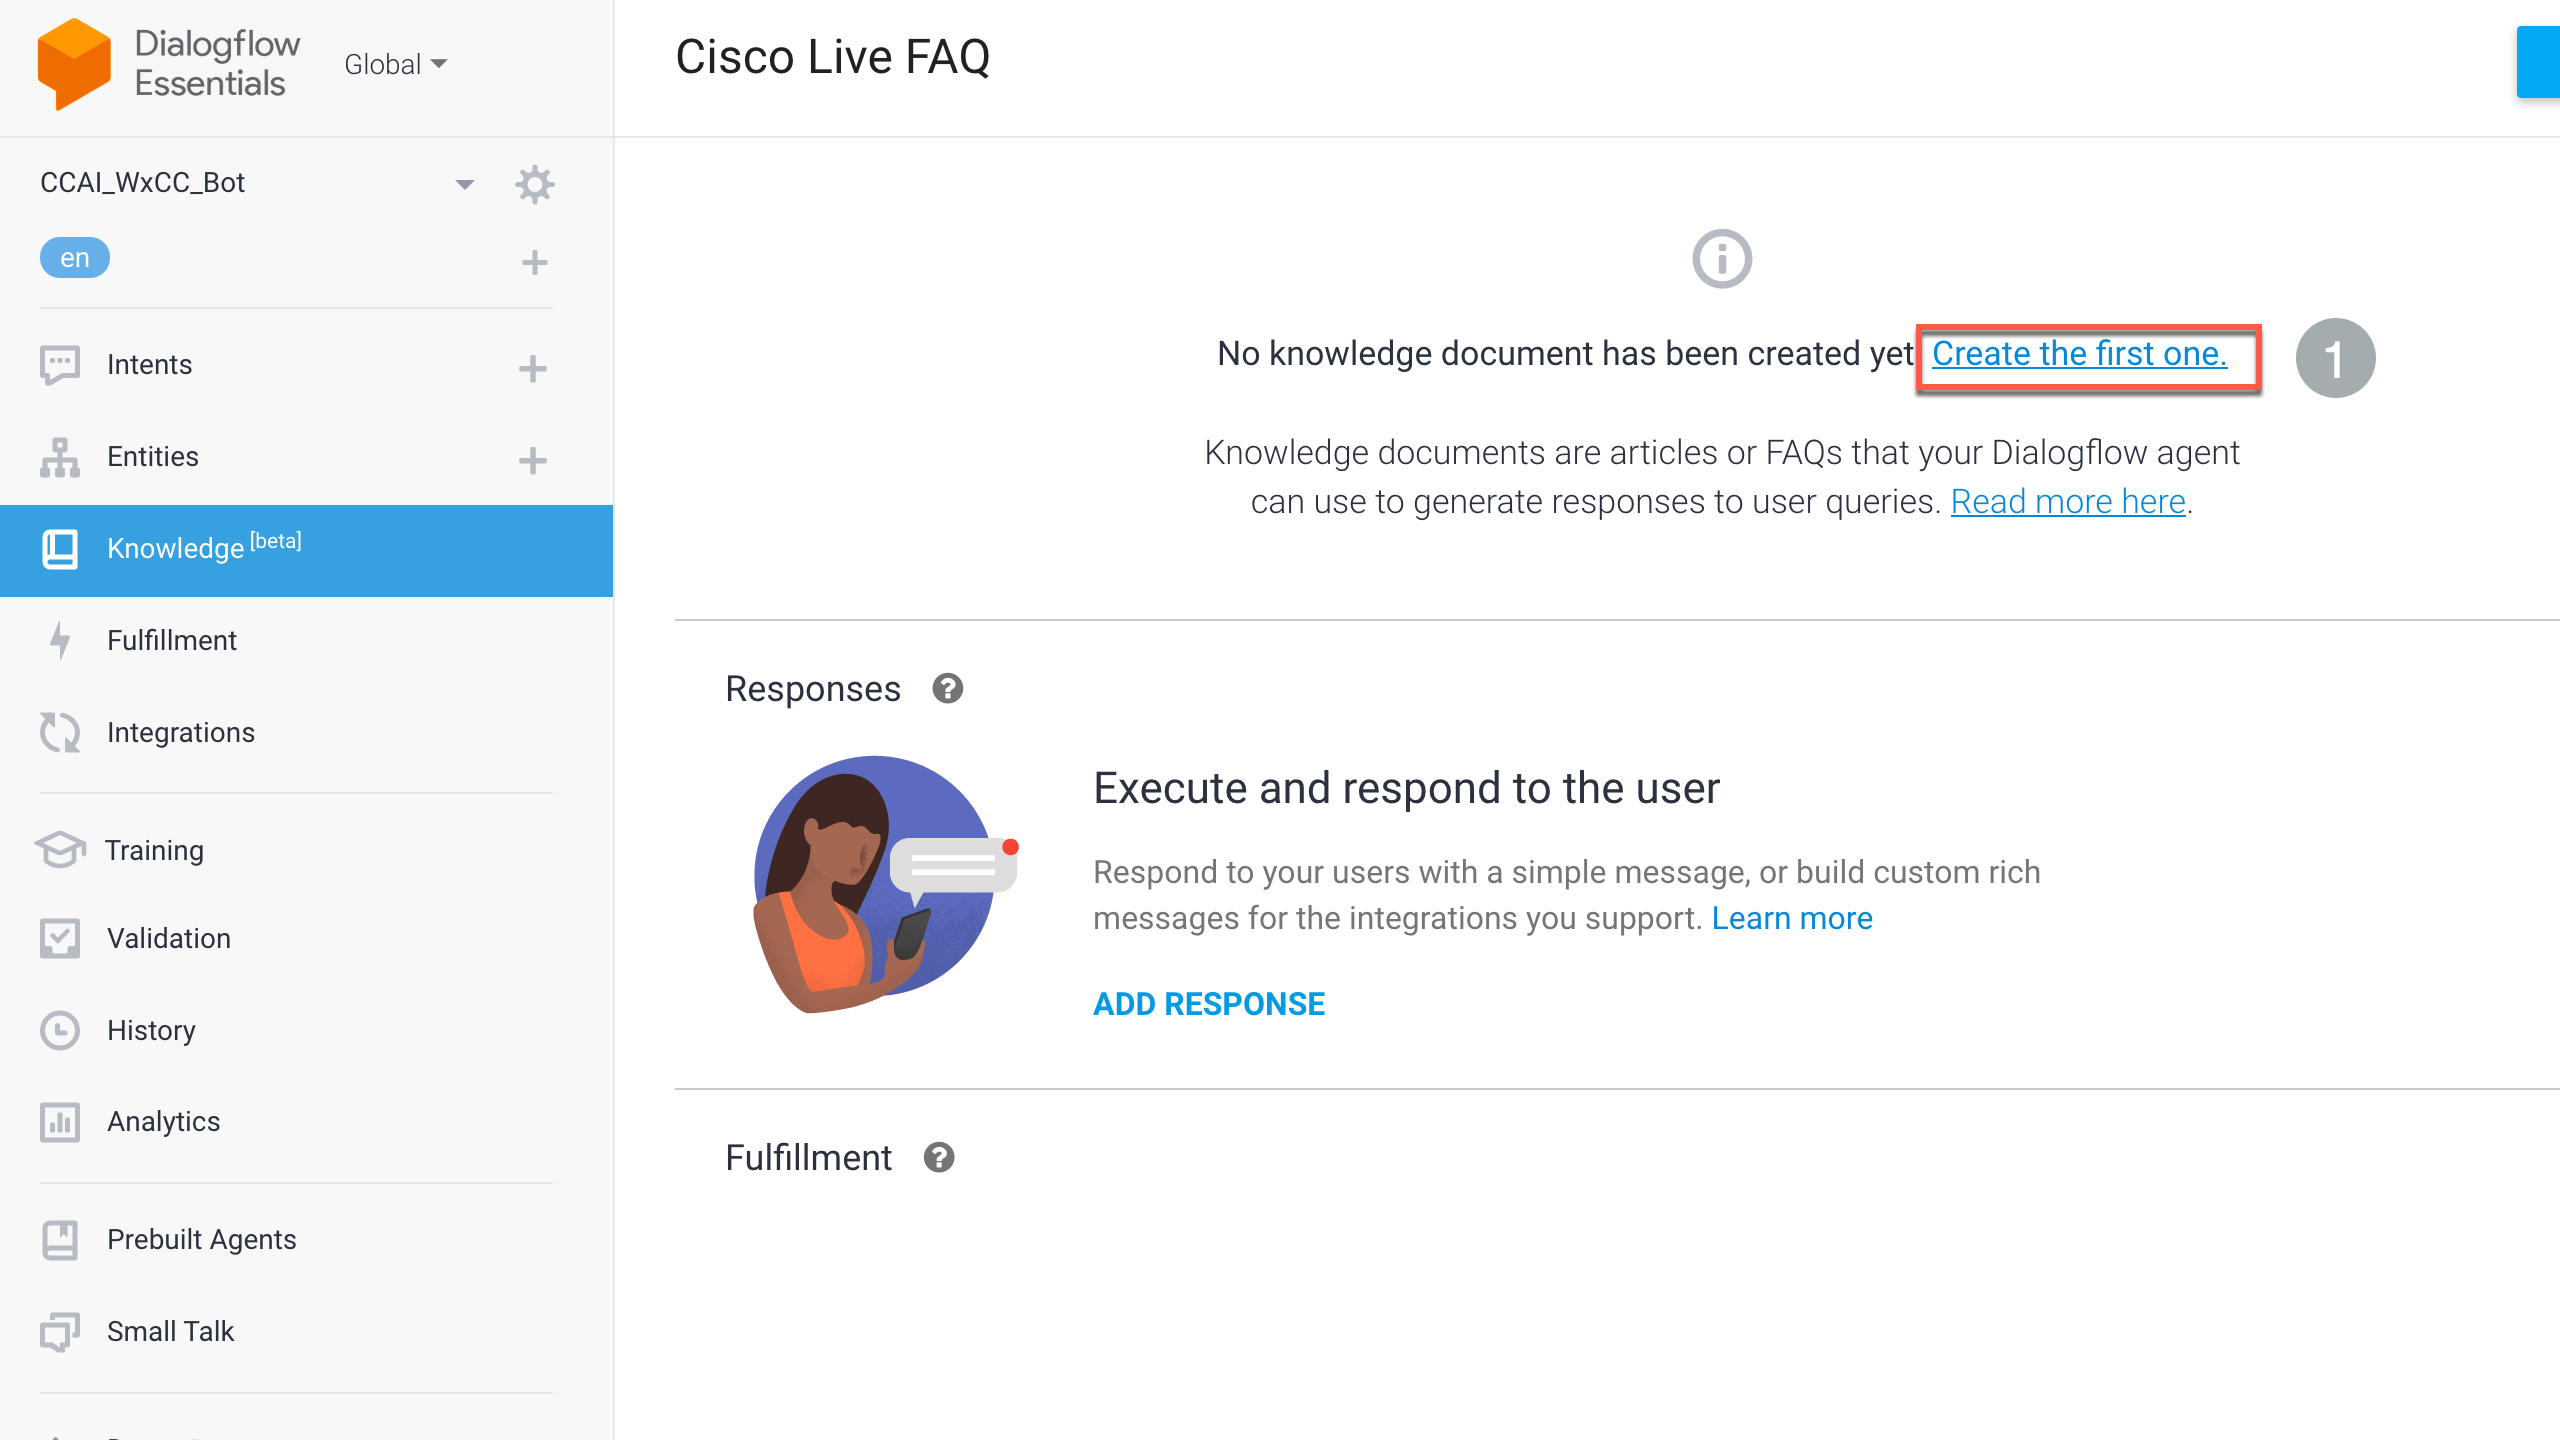 Dialogflow
Essentials
Global
CCAI_WxCC_Bot
en
Intents
Entities
Knowledge [beta]
Fulfillment
Integrations
Training
Validation
History
Analytics
Prebuilt Agents
Small Talk
Cisco Live FAQ
No knowledge document has been created yet Create the first one.
1
Knowledge documents are articles or FAQs that your Dialogflow agent
can use to generate responses to user queries. Read more here.
Responses
Execute and respond to the user
Respond to your users with a simple message, or build custom rich
messages for the integrations you support. Learn more
ADD RESPONSE
Fulfillment